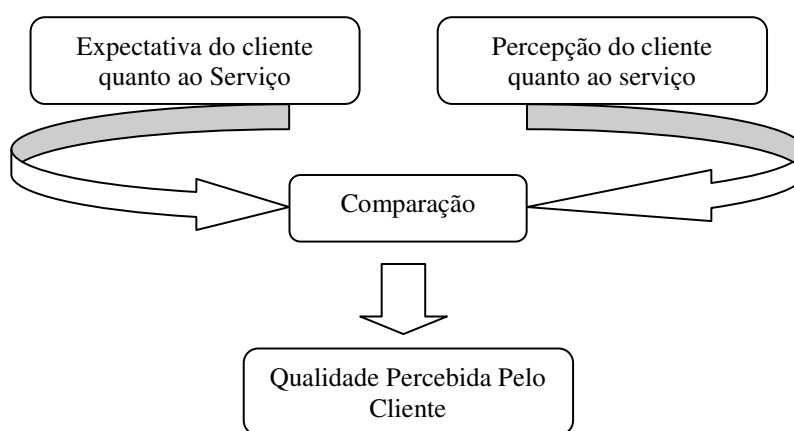 Expectativa do cliente
quanto ao Serviço
Percepção do cliente
quanto ao serviço
Comparação
Qualidade Percebida Pelo
Cliente